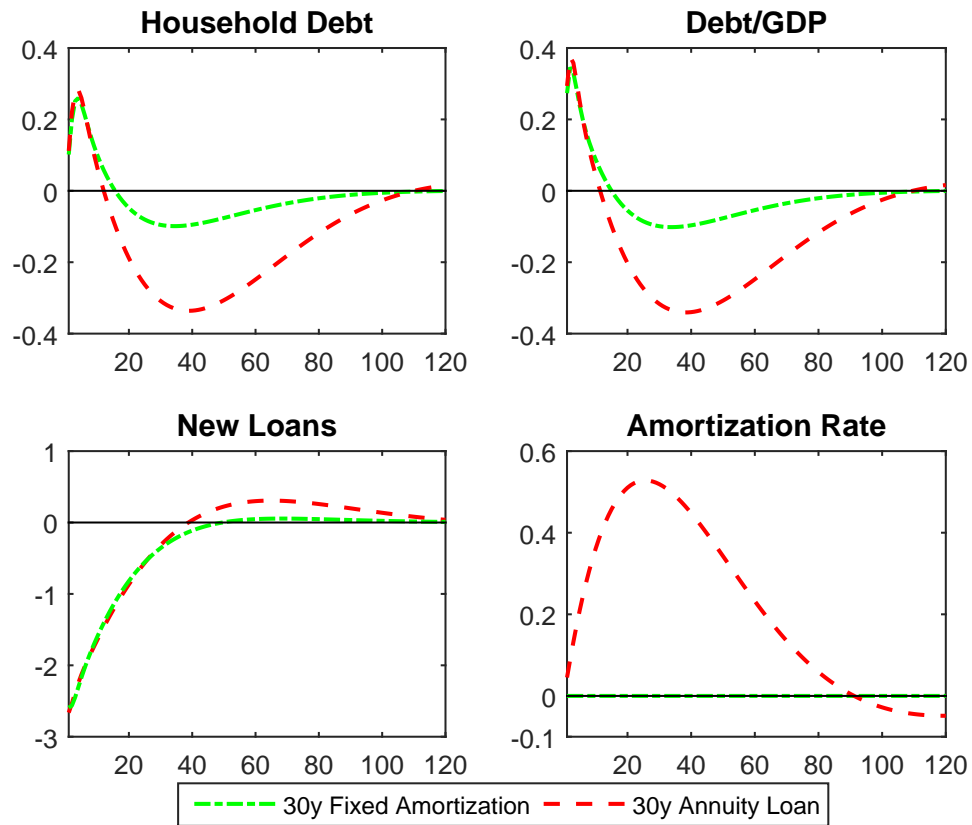 Household Debt
0.4
0.2
0
-0.2
-0.4
20 40 60 80 100 120
Debt/GDP
0.4
0.2
0
-0.2
-0.4
20 40 60 80 100 120
New Loans
1
0
-1
-2
-3
20 40 60 80 100 120
Amortization Rate
0.6
0.4
0.2
0
-0.1
20 40 60 80 100 120
30y Fixed Amortization 30y Annuity Loan